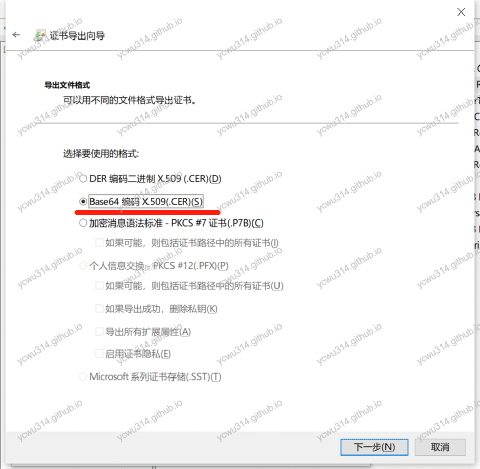 证书导出向导
导出文件格式
可以用不同的文件格式导出证书。
选择要使用的格式:
DER 编码二进制 X.509 (.CER)(D)
Base64 编码 X.509(.CER)(S)
加密消息语法标准 - PKCS #7 证书(.P7B)(C)
如果可能，则包括证书路径中的所有证书(I)
个人信息交换 - PKCS #12(.PFX)(P)
如果可能，则包括证书路径中的所有证书(U)
如果导出成功，删除私钥(K)
导出所有扩展属性(A)
启用证书隐私(E)
Microsoft 系列证书存储(.SST)(T)
下一步(N)
取消
ycwu314.github.io